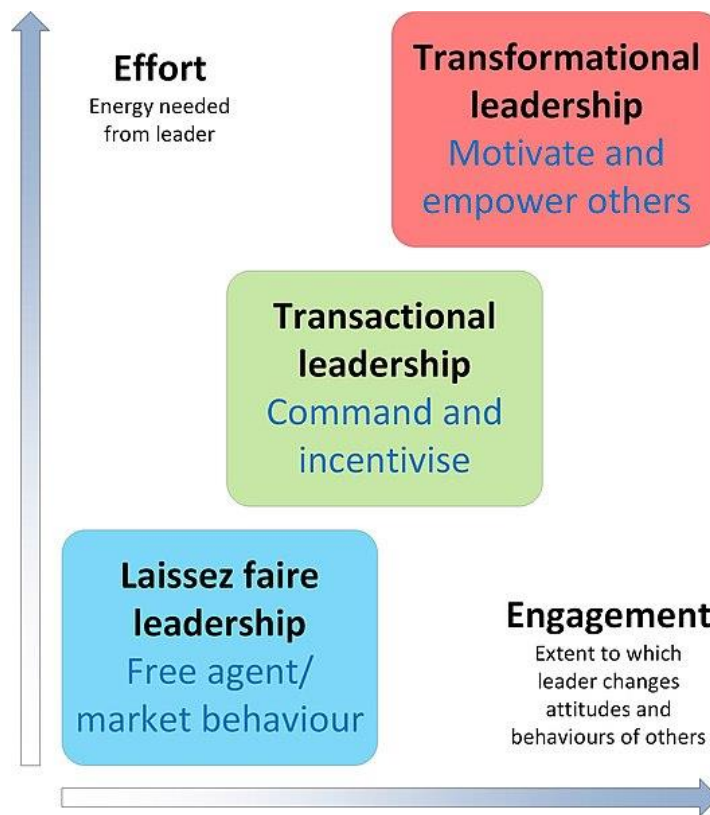 Effort
Energy needed
from leader
Transformational
leadership
Motivate and
empower others
Transactional
leadership
Command and
incentivise
Laissez faire
leadership
Free agent/
market behaviour
Engagement
Extent to which
leader changes
attitudes and
behaviours of others